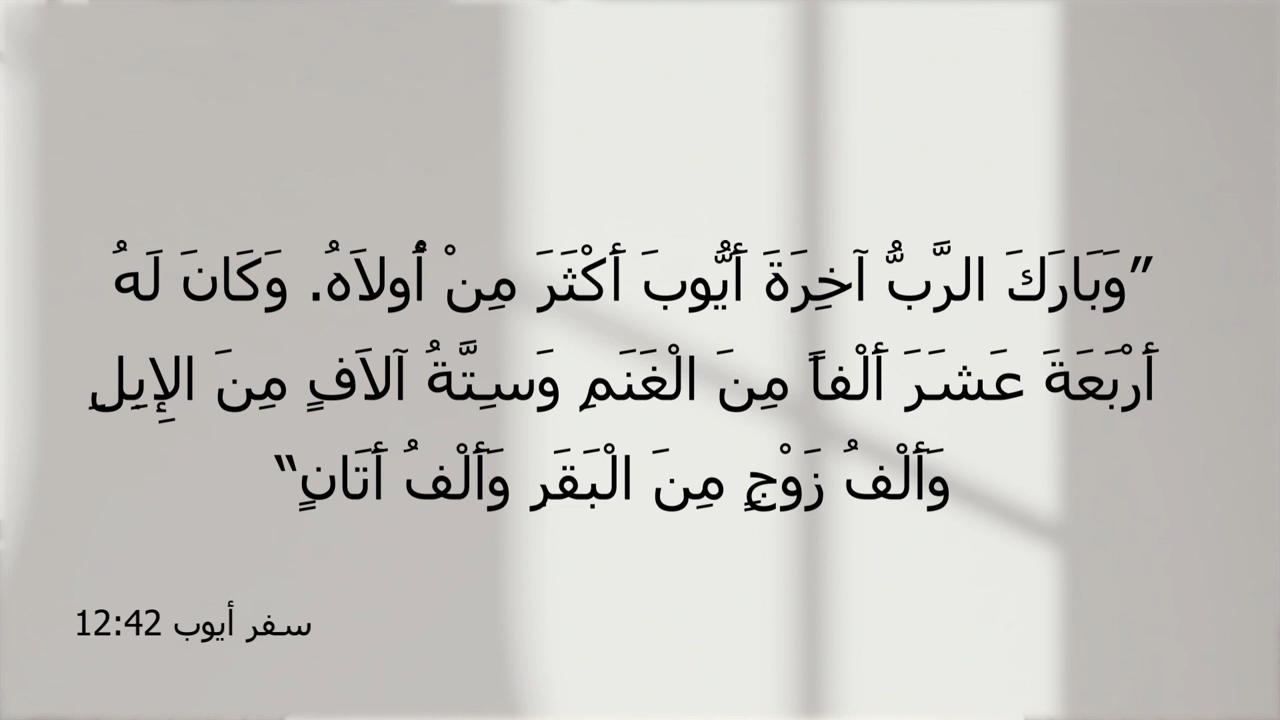 ”وَبَارَكَ الرَّبُّ آخِرَةَ أَيُّوبَ أَكْثَرَ مِنْ أُولاَهُ. وَكَانَ لَهُ
أَرْبَعَةَ عَشَرَ أَلْفاً مِنَ الْغَنَمِ وَسِتَّةُ آلاَفٍ مِنَ الإِبِلِ
وَأَلْفُ زَوْجٍ مِنَ الْبَقَرِ وَأَلْفُ أَتَانٍ“
سفر أيوب 12:42